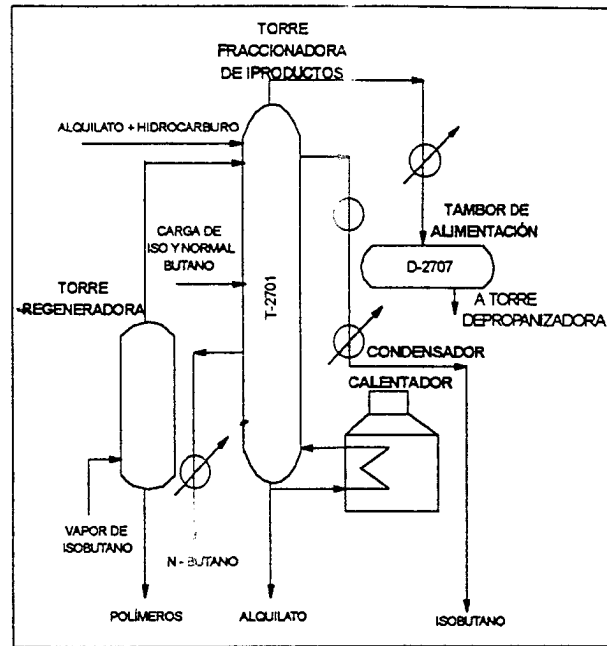 TORRE
FRACCIONADORA
DE IPRODUCTOS
ALQUILATO + HIDROCARBURO
TAMBOR DE
ALIMENTACIÓN
CARGA DE
ISO Y NORMAL
BUTANO
D-2707
T-2701
TORRE
REGENERADORA
A TORRE
DEPROPANIZADORA
CONDENSADOR
CALENTADOR
VAPOR DE
ISOBUTANO
N - BUTANO
POLÍMEROS
ALQUILATO
ISOBUTANO